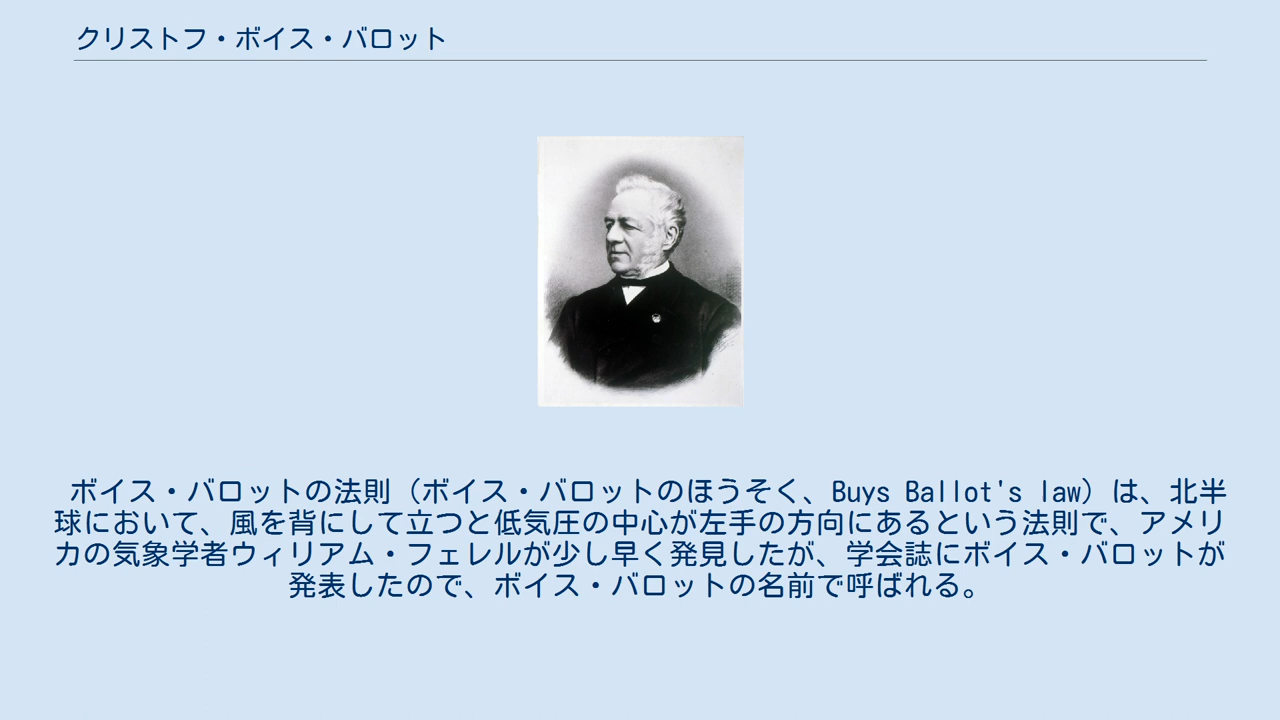 クリストフ・ボイス・バロット
ボイス・バロットの法則（ボイス・バロットのほうそく、Buys Ballot's law）は、北半
球において、風を背にして立つと低気圧の中心が左手の方向にあるという法則で、アメリ
カの気象学者ウィリアム・フェレルが少し早く発見したが、学会誌にボイス・バロットが
発表したので、ボイス・バロットの名前で呼ばれる。